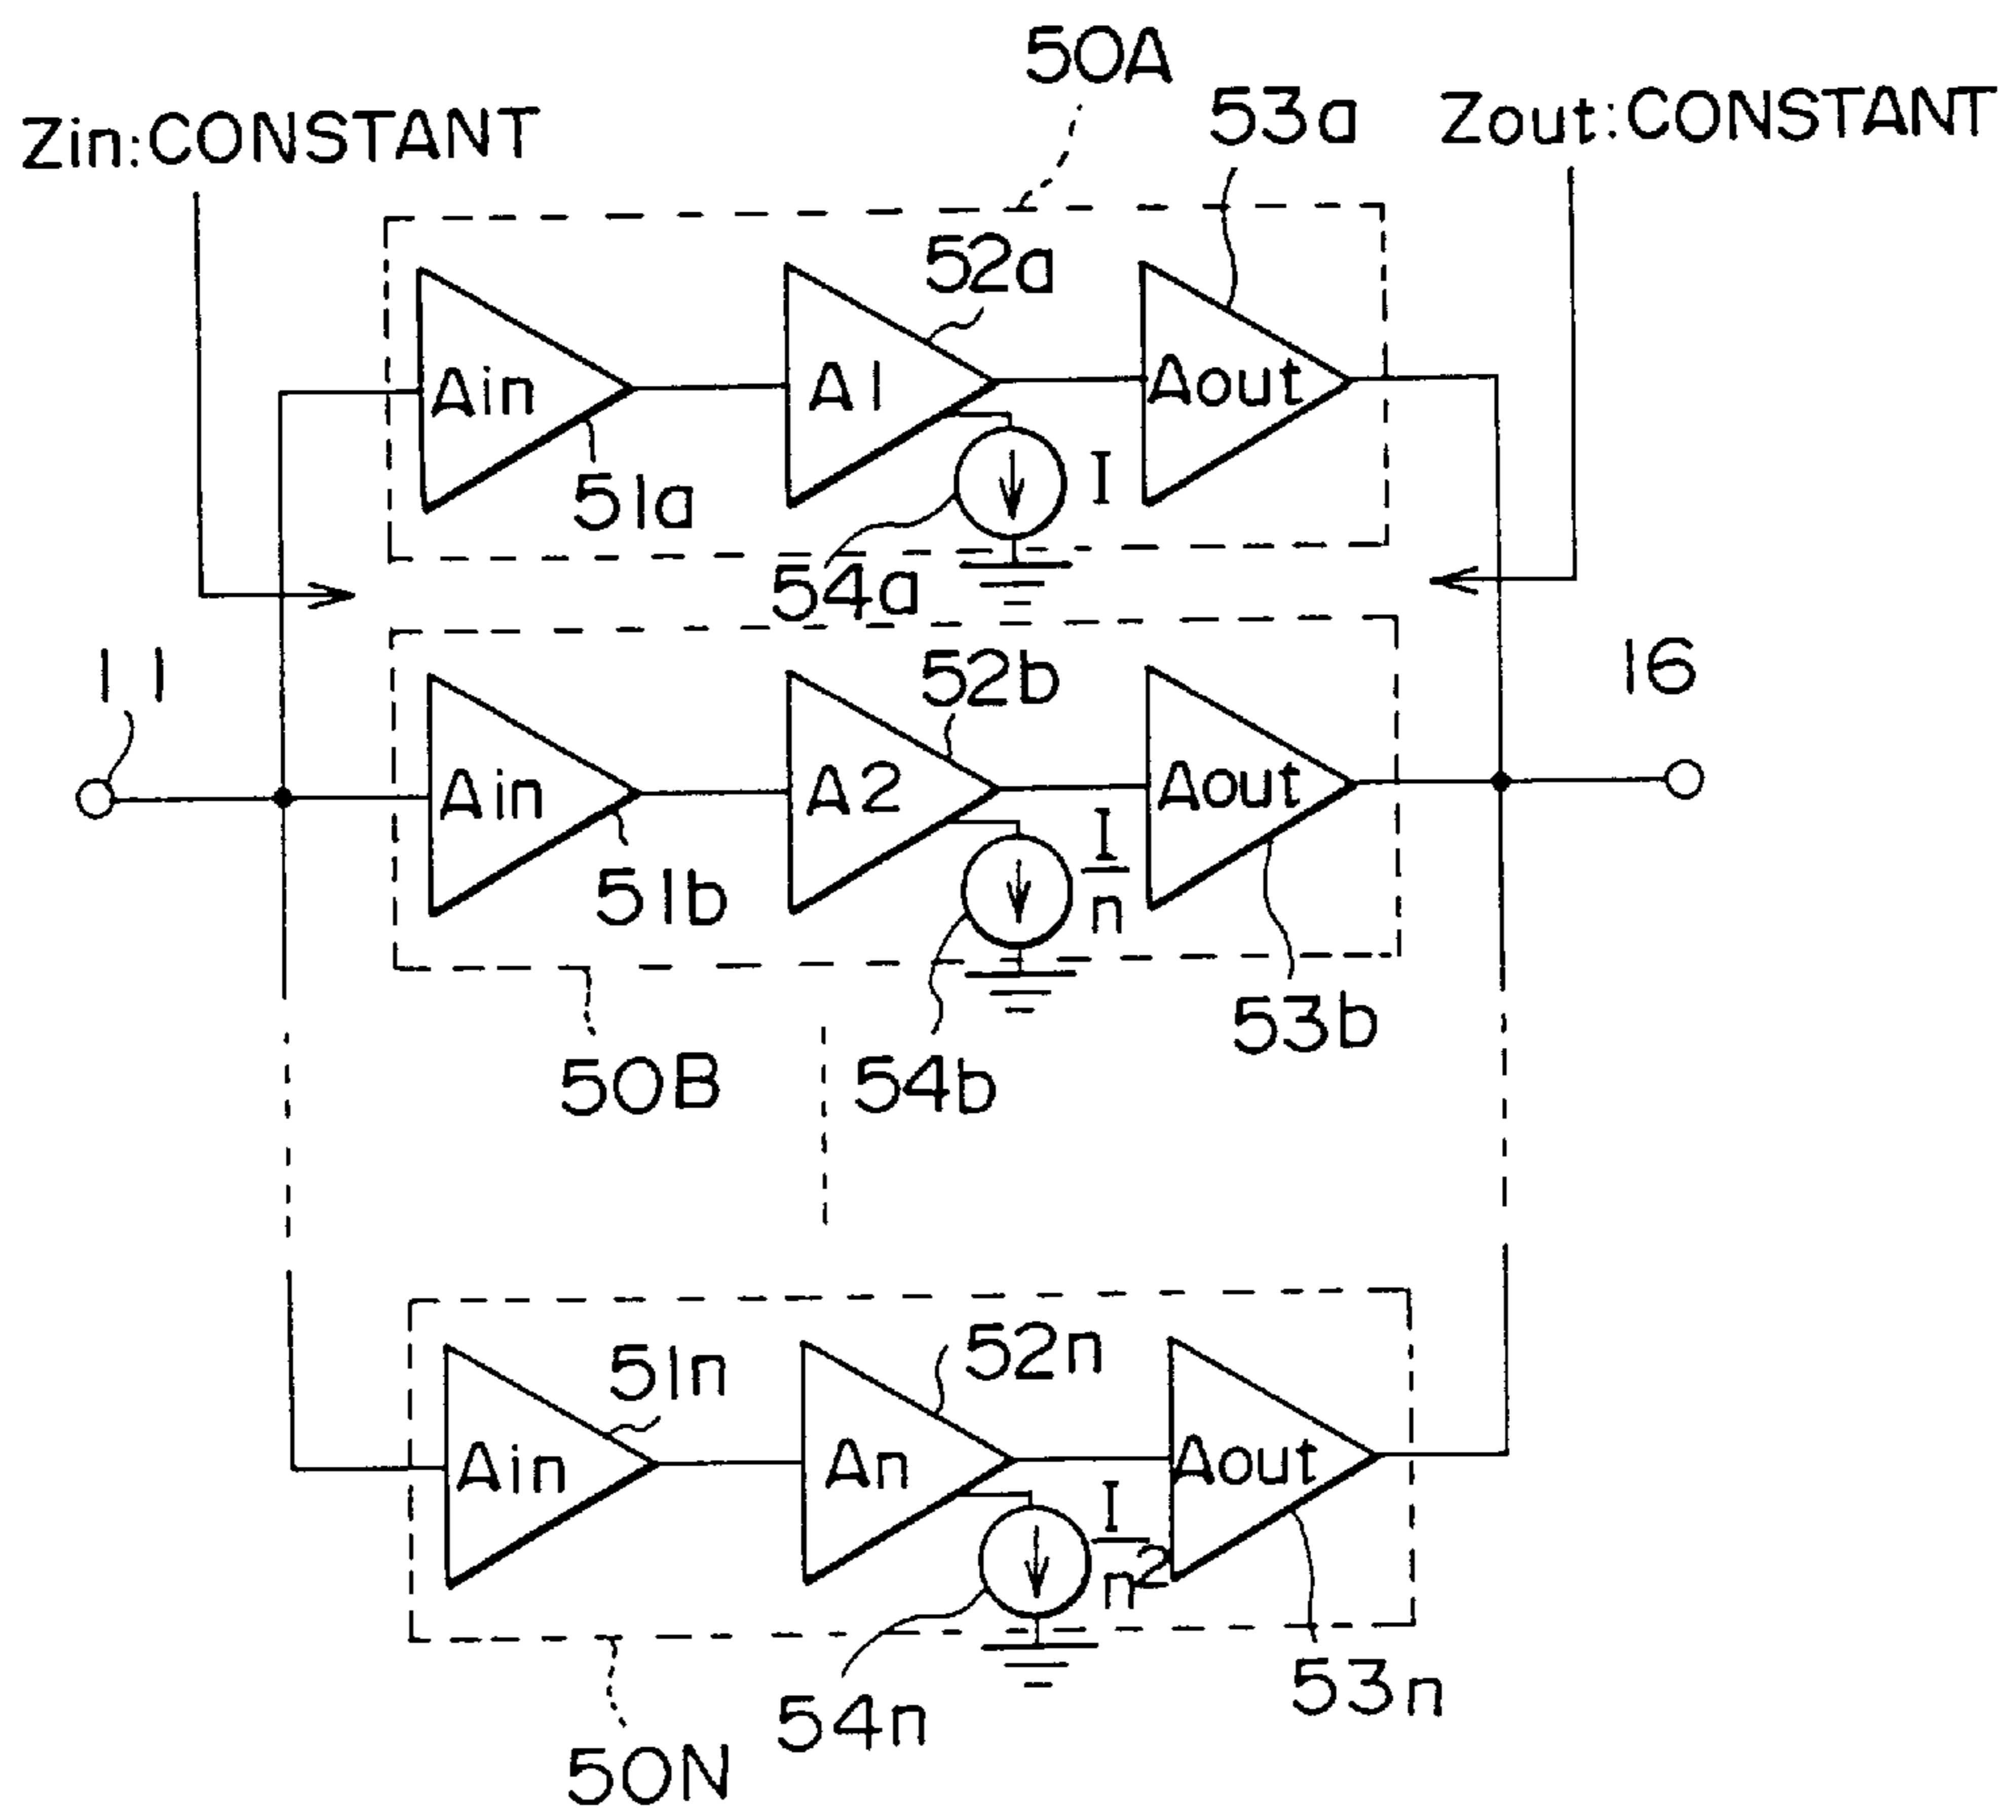 50A
Zin:CONSTANT
53a
Zout:CONSTANT
52a
Ain
A1
Aout
51a
I
54a
11
52b
16
Ain
A2
Aout
51b
I
n
53b
50B
54b
51n
52n
Ain
An
Aout
I
n2
54n
53n
50N